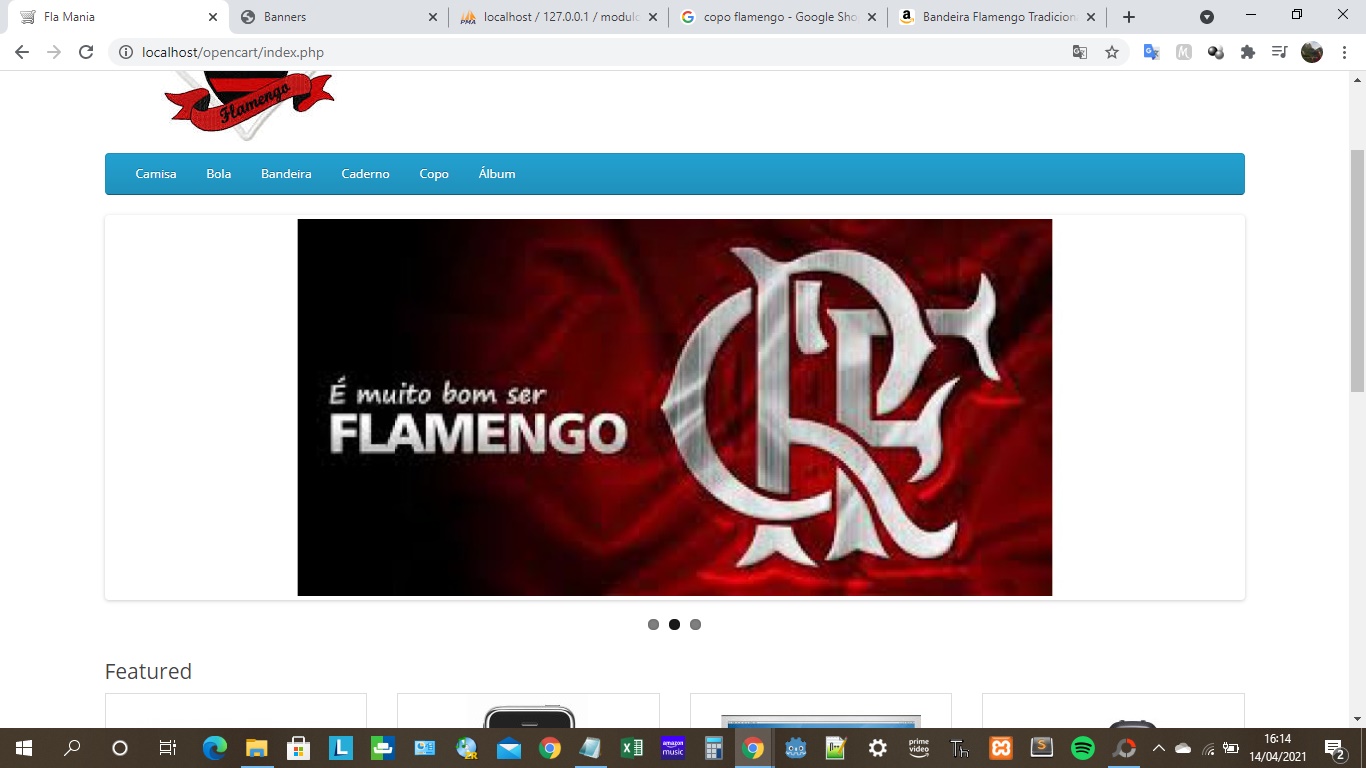 Fla Mania
Banners
localhost / 127.0.0.1 / modulo
copo flamengo - Google Sho
Bandeira Flamengo Tradicion
localhost/opencart/index.php
Flamengo
Camisa Bola Bandeira Caderno Copo Álbum
É muito bom ser
FLAMENGO
CRF
Featured
L
amazon music
prime video
Th
S
16:14
14/04/2021
2